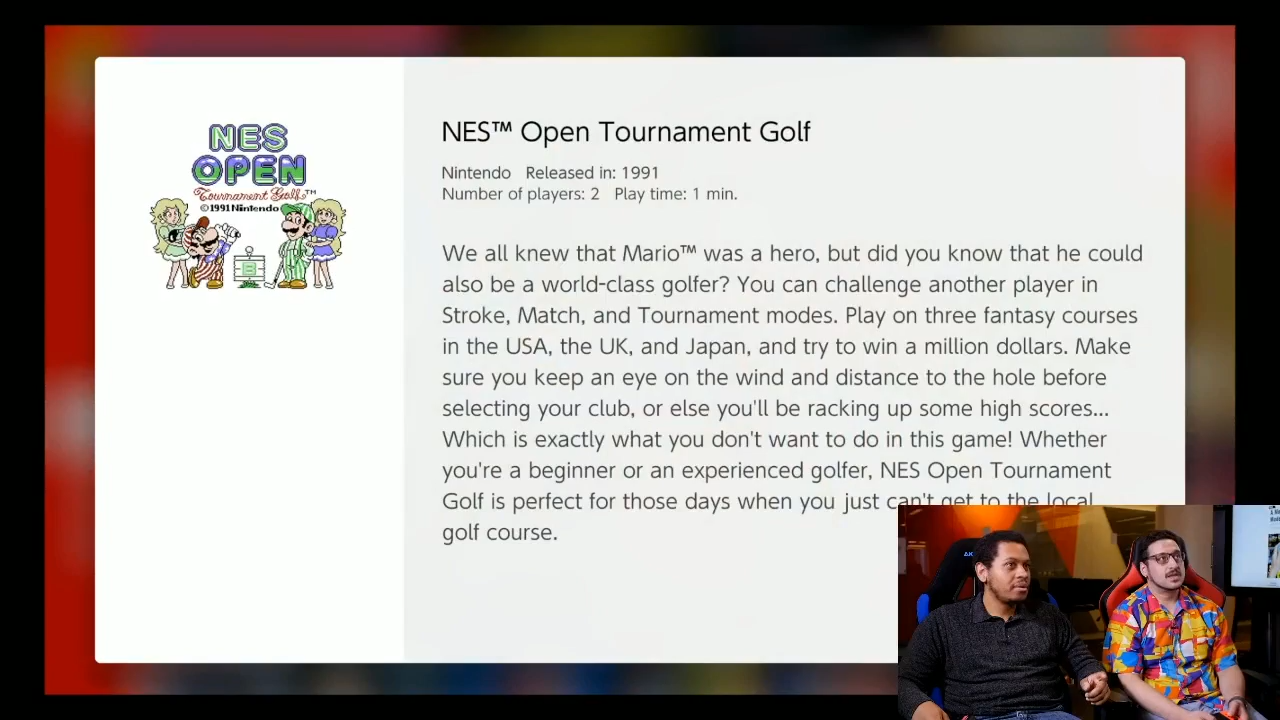 NES
OPEN
Tournament Golf™
©1991 Nintendo
B
NES™ Open Tournament Golf
Nintendo Released in: 1991
Number of players: 2 Play time: 1 min.
We all knew that Mario™ was a hero, but did you know that he could
also be a world-class golfer? You can challenge another player in
Stroke, Match, and Tournament modes. Play on three fantasy courses
in the USA, the UK, and Japan, and try to win a million dollars. Make
sure you keep an eye on the wind and distance to the hole before
selecting your club, or else you'll be racking up some high scores...
Which is exactly what you don't want to do in this game! Whether
you're a beginner or an experienced golfer, NES Open Tournament
Golf is perfect for those days when you just can't get to the local
golf course.